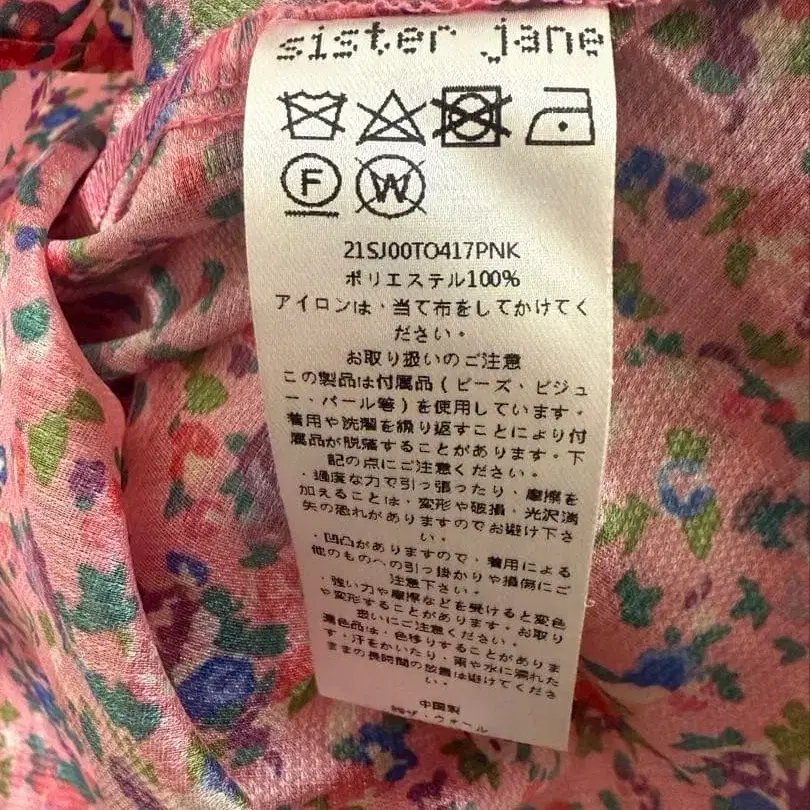 sister jane
F W
21SJ00TO417PNK
ポリエステル100%
アイロンは、当て布をしてかけてく
ださい。
お取り扱いのご注意
この製品は付属品（ビーズ、ビジュ
ー、パール等）を使用しています。
着用や洗濯を繰り返すことにより付
属品が脱落することがあります。下
記の点にご注意ください。
・過度な力で引っ張ったり、摩擦を
加えることは、変形や破損、光沢消
失の恐れがありますのでお避け下さ
い。
・凹凸がありますので、着用による
他のものへの引っ掛かりや損傷にご
注意下さい。
・強い力や摩擦などを受けると変色
や変形することがあります。お取り
扱いにご注意ください。
濃色品は、色移りすることがありま
す。汗をかいたり、雨や水に濡れた
ままの長時間の放置は避けてくださ
い。
中国製
㈱ザ・ウォール